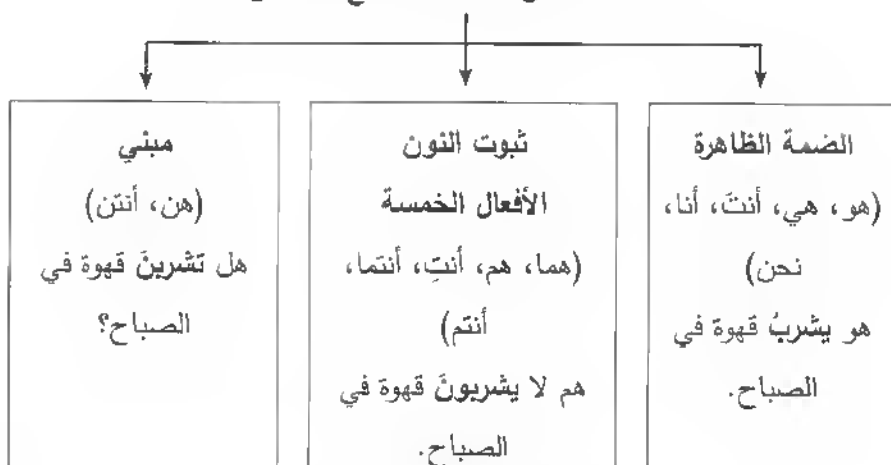 الضمة الظاهرة
(هو، هي، أنتَ، أنا،
نحن)
هو يشربُ قهوة في
الصباح.
ثبوت النون
الأفعال الخمسة
(هما، هم، أنتِ، أنتما،
أنتم)
هم لا يشربونَ قهوة في
الصباح.
مبني
(هن، أنتن)
هل تشربنَ قهوة في
الصباح؟